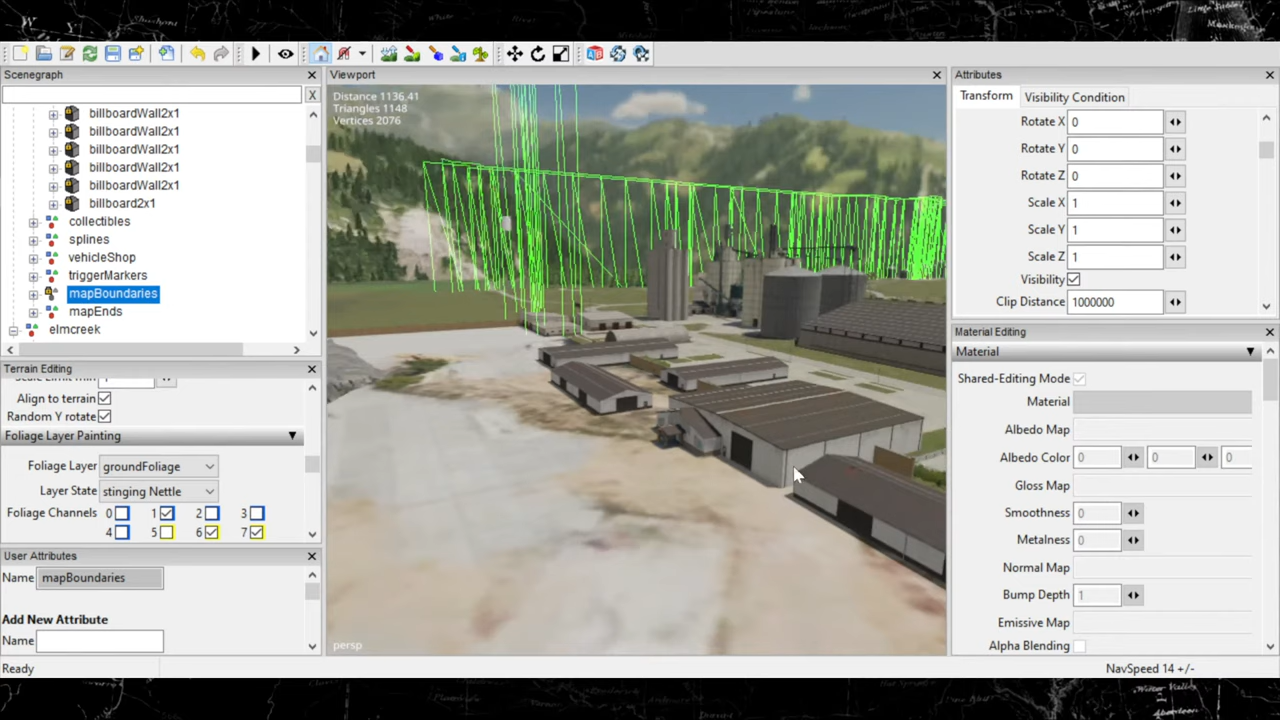 Scenegraph
X
billboardWall2x1
billboardWall2x1
billboardWall2x1
billboardWall2x1
billboardWall2x1
billboard2x1
collectibles
splines
vehicleShop
triggerMarkers
mapBoundaries
mapEnds
elmcreek
Terrain Editing
Align to terrain
Random Y rotate
Foliage Layer Painting
Foliage Layer groundFoliage
Layer State stinging Nettle
Foliage Channels 0 1 2 3
4 5 6 7
User Attributes
Name mapBoundaries
Add New Attribute
Name
Ready
Viewport
Distance 1136.41
Triangles 1148
Vertices 2076
persp
Attributes
Transform Visibility Condition
Rotate X 0
Rotate Y 0
Rotate Z 0
Scale X 1
Scale Y 1
Scale Z 1
Visibility
Clip Distance 1000000
Material Editing
Material
Shared-Editing Mode
Material
Albedo Map
Albedo Color 0 0 0
Gloss Map
Smoothness 0
Metalness 0
Normal Map
Bump Depth 1
Emissive Map
Alpha Blending
NavSpeed 14 +/-